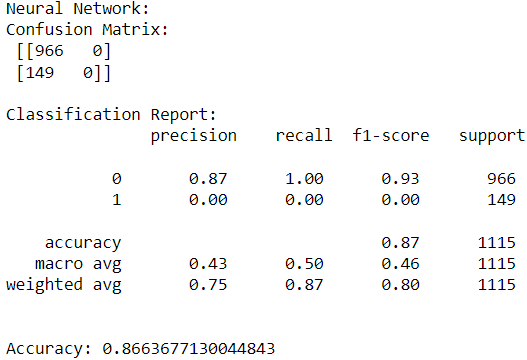 Neural Network:
Confusion Matrix:
[[966   0]
[149   0]]
Classification Report:
precision    recall  f1-score   support
0       0.87      1.00      0.93       966
1       0.00      0.00      0.00       149
accuracy                           0.87      1115
macro avg       0.43      0.50      0.46      1115
weighted avg       0.75      0.87      0.80      1115
Accuracy: 0.8663677130044843